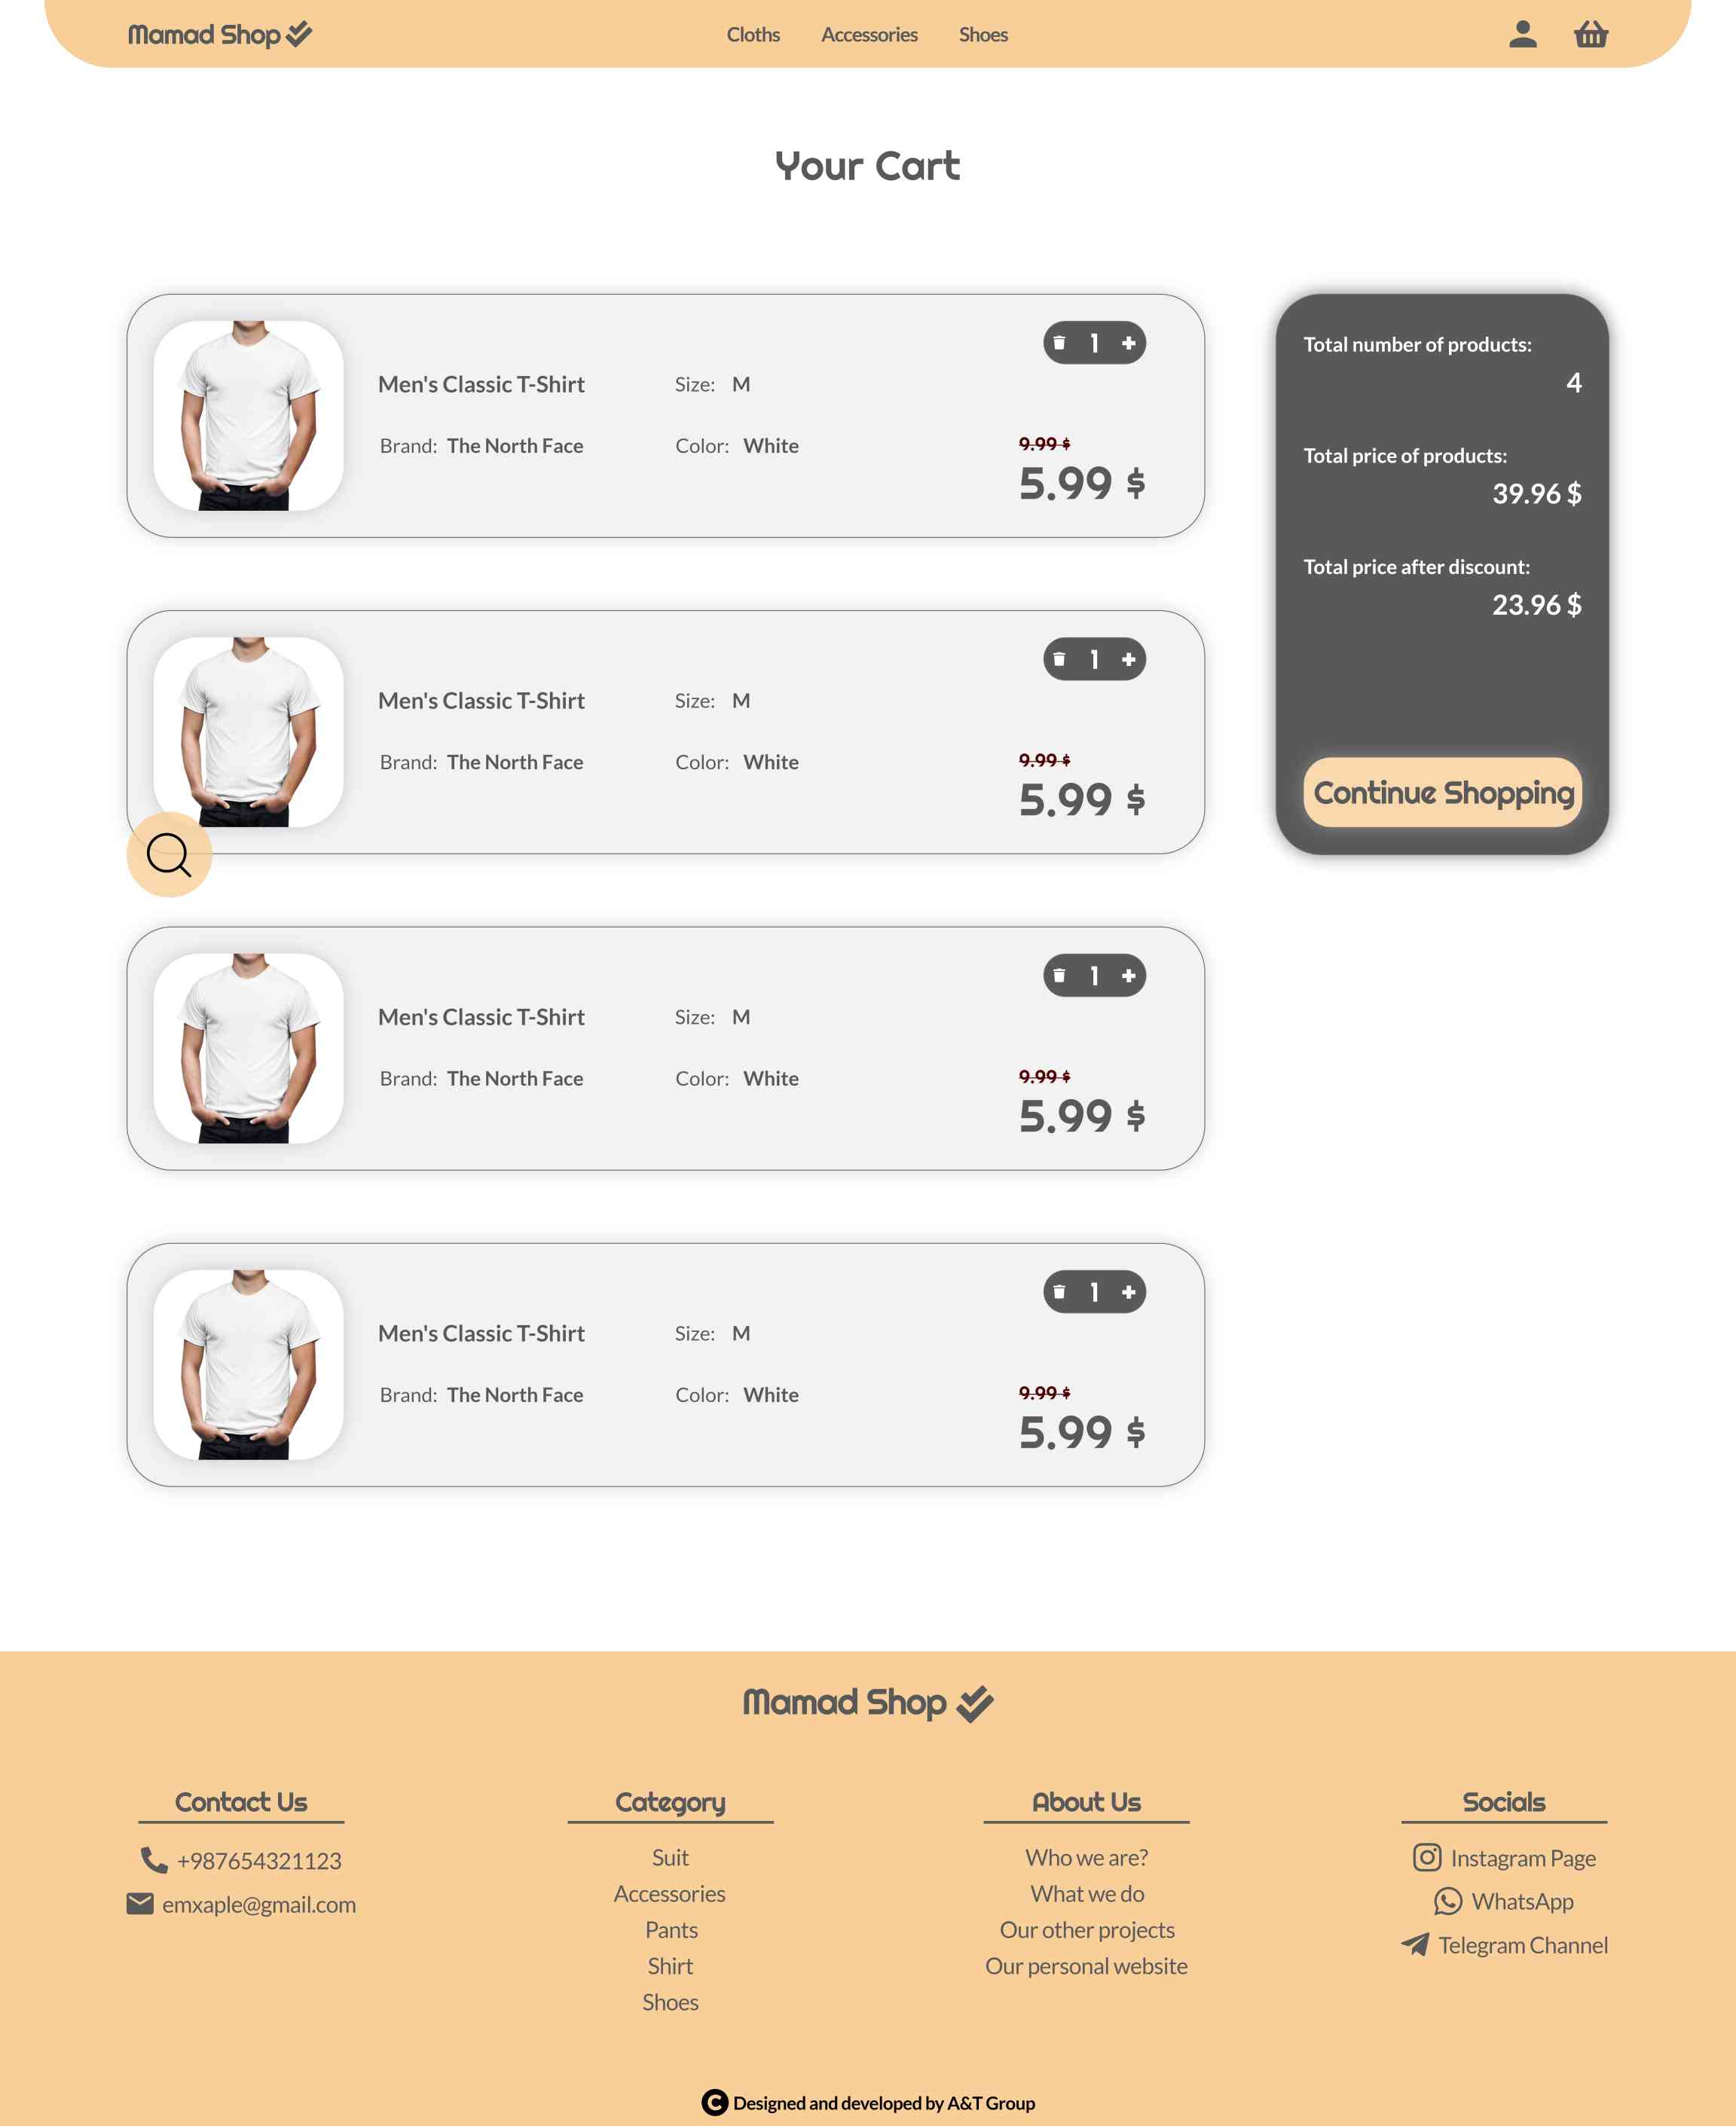 Mamad Shop
Cloths Accessories Shoes
Your Cart
1
Men's Classic T-Shirt Size: M
Brand: The North Face Color: White
9.99 $
5.99 $
1
Men's Classic T-Shirt Size: M
Brand: The North Face Color: White
9.99 $
5.99 $
1
Men's Classic T-Shirt Size: M
Brand: The North Face Color: White
9.99 $
5.99 $
1
Men's Classic T-Shirt Size: M
Brand: The North Face Color: White
9.99 $
5.99 $
Total number of products:
4
Total price of products:
39.96 $
Total price after discount:
23.96 $
Continue Shopping
Mamad Shop
Contact Us
+987654321123
emxaple@gmail.com
Category
Suit
Accessories
Pants
Shirt
Shoes
About Us
Who we are?
What we do
Our other projects
Our personal website
Socials
Instagram Page
WhatsApp
Telegram Channel
C Designed and developed by A&T Group